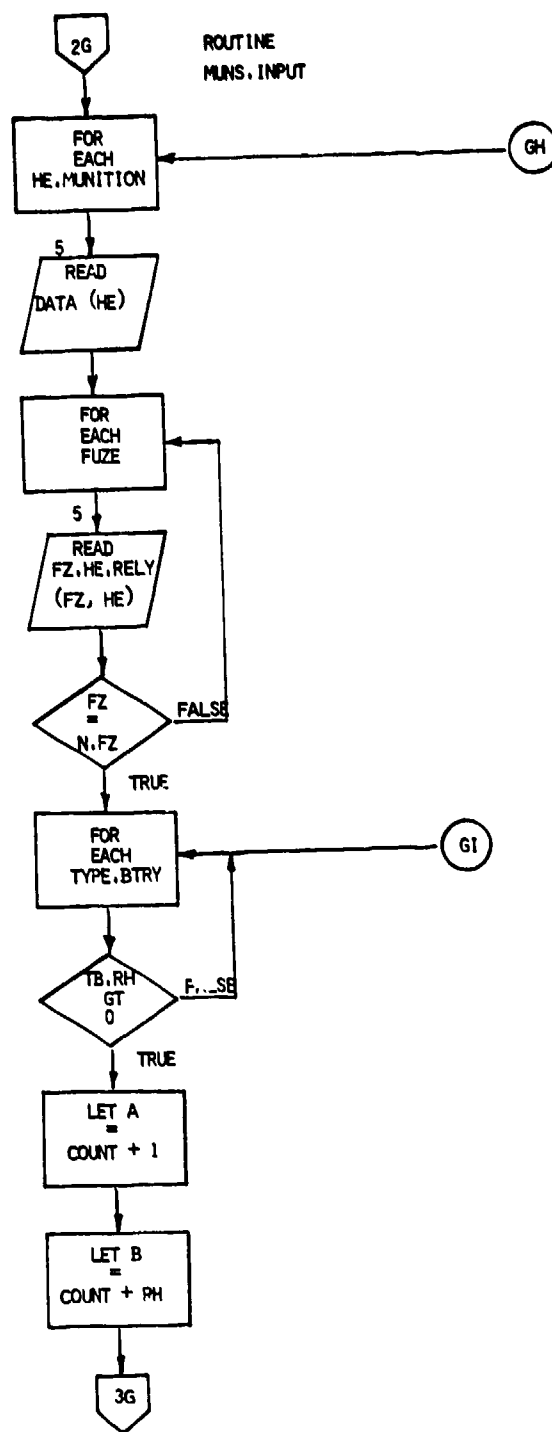 2G
ROUTINE
MUNS.INPUT
FOR
EACH
HE.MUNITION
GH
5
READ
DATA (HE)
FOR
EACH
FUZE
5
READ
FZ.HE.RELY
(FZ, HE)
FZ
=
N.FZ
FALSE
TRUE
FOR
EACH
TYPE.BTRY
GI
TB.RH
GT
0
TRUE
LET A
=
COUNT + 1
LET B
=
COUNT + PH
3G